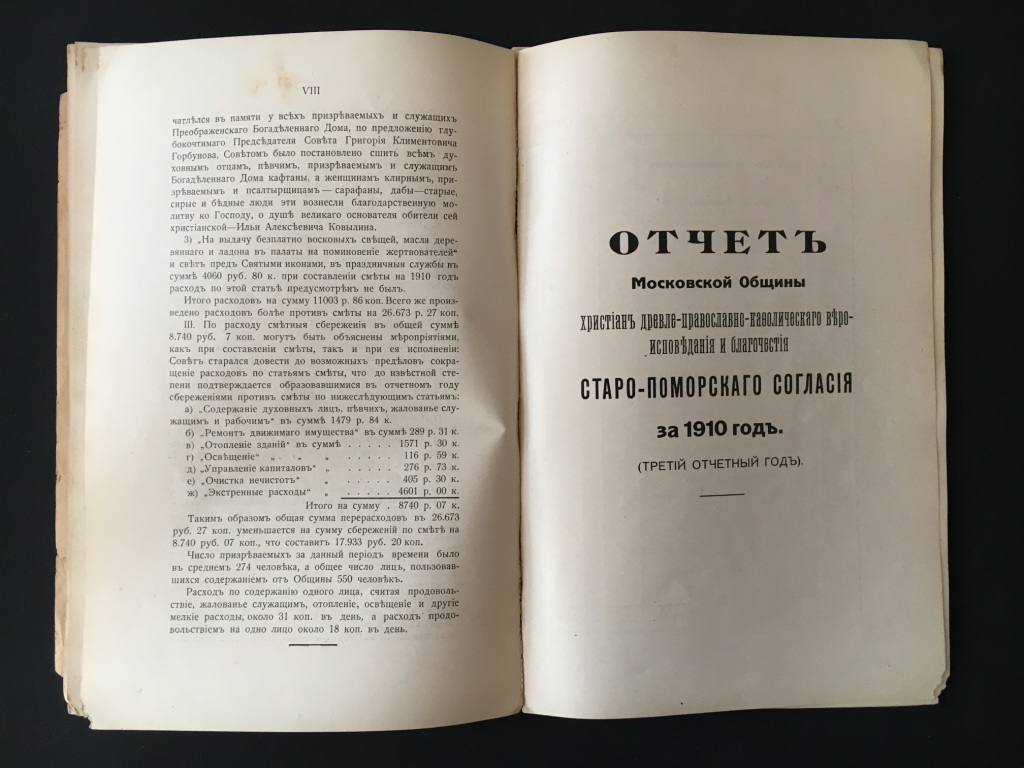 VIII
чатлѣлся въ памяти у всѣхъ призрѣваемыхъ и служащихъ
Преображенскаго Богадѣленнаго Дома, по предложенію глу-
бокочтимаго Предсѣдателя Совѣта Григорія Климентовича
Горбунова, Совѣтомъ было постановлено сшить всѣмъ ду-
ховнымъ отцамъ, пѣвчимъ, призрѣваемымъ и служащимъ
Богадѣленнаго Дома кафтаны, а женщинамъ клирнымъ, при-
зрѣваемымъ и псалтырщицамъ — сарафаны, дабы—старые,
сирые и бѣдные люди эти вознесли благодарственную мо-
литву ко Господу, о душѣ великаго основателя обители сей
христіанской—Ильи Алексѣевича Ковылина.
3) „На выдачу безплатно восковыхъ свѣщей, масла дере-
вяннаго и ладона въ палаты на поминовеніе жертвователей“
и свѣтъ предъ Святыми иконами, въ праздничныя службы въ
суммѣ 4060 руб. 80 к. при составленіи смѣты на 1910 годъ
расходъ по этой статьѣ предусмотрѣнъ не былъ.
Итого расходовъ на сумму 11003 р. 86 коп. Всего же про-
изведено расходовъ болѣе противъ смѣты на 26.673 р. 27 коп.
III. По расходу смѣтныя сбереженія въ общей суммѣ
8.740 руб. 7 коп. могутъ быть объяснены мѣропріятіями,
какъ при составленіи смѣты, такъ и при ея исполненіи:
Совѣтъ старался довести до возможныхъ предѣловъ сокра-
щеніе расходовъ по статьямъ смѣты, что до извѣстной сте-
пени подтверждается образовавшимися въ отчетномъ году
сбереженіями противъ смѣты по нижеслѣдующимъ статьямъ:
а) „Содержаніе духовныхъ лицъ, пѣвчихъ, жалованье слу-
жащимъ и рабочимъ“ въ суммѣ 1479 р. 84 к.
б) „Ремонтъ движимаго имущества“ въ суммѣ 289 р. 31 к.
в) „Отопленіе зданій“ въ суммѣ . . . . . 1571 р. 30 к.
г) „Освѣщеніе“ „ „ „ . . . . . 116 р. 59 к.
д) „Управленіе капиталовъ“ „ . . . . . 276 р. 73 к.
е) „Очистка нечистотъ“ „ . . . . . 405 р. 30 к.
ж) „Экстренные расходы“ „ . . . . . 4601 р. 00 к.
Итого на сумму . 8740 р. 07 к.
Такимъ образомъ общая сумма перерасходовъ въ 26.673
руб. 27 коп. уменьшается на сумму сбереженій по смѣтѣ на
8.740 руб. 07 коп., что составитъ 17.933 руб. 20 коп.
Число призрѣваемыхъ за данный періодъ времени было
въ среднемъ 274 человѣка, а общее число лицъ, пользовав-
шихся содержаніемъ отъ Общины 550 человѣкъ.
Расходъ по содержанію одного лица, считая продоволь-
ствіе, жалованье служащимъ, отопленіе, освѣщеніе и другіе
мелкіе расходы, около 31 коп. въ день, а расходъ продо-
вольствіемъ на одно лицо около 18 коп. въ день.
ОТЧЕТЪ
Московской Общины
христіанъ древле-православно-каѳолическаго вѣро-
исповѣданія и благочестія
СТАРО-ПОМОРСКАГО СОГЛАСІЯ
за 1910 годъ.
(ТРЕТІЙ ОТЧЕТНЫЙ ГОДЪ).